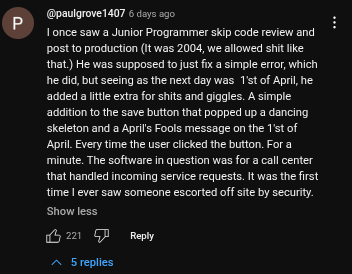 P
@paulgrove1407 6 days ago
I once saw a Junior Programmer skip code review and
post to production (It was 2004, we allowed shit like
that.) He was supposed to just fix a simple error, which
he did, but seeing as the next day was  1'st of April, he
added a little extra for shits and giggles. A simple
addition to the save button that popped up a dancing
skeleton and a April's Fools message on the 1'st of
April. Every time the user clicked the button. For a
minute. The software in question was for a call center
that handled incoming service requests. It was the first
time I ever saw someone escorted off site by security.
Show less
221 Reply
5 replies